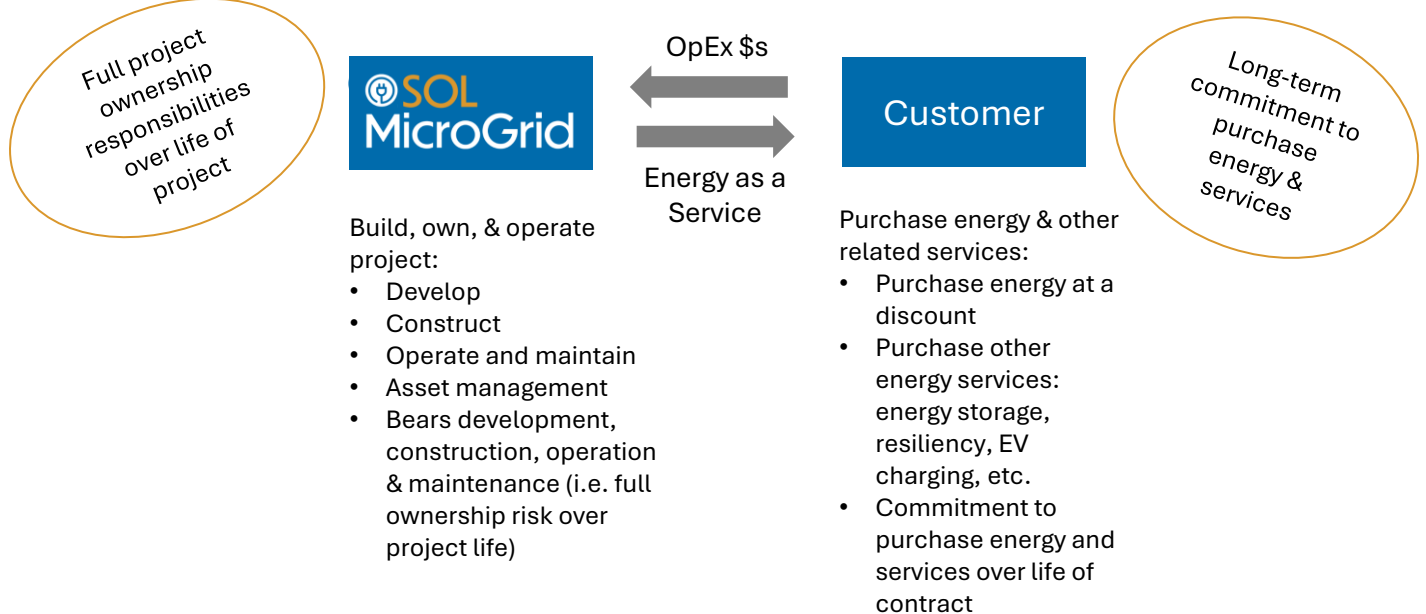 Full project
ownership
responsibilities
over life of
project
SOL
MicroGrid
OpEx $s
Energy as a
Service
Customer
Long-term
commitment to
purchase
energy &
services
Build, own, & operate
project:
• Develop
• Construct
• Operate and maintain
• Asset management
• Bears development,
construction, operation
& maintenance (i.e. full
ownership risk over
project life)
Purchase energy & other
related services:
• Purchase energy at a
discount
• Purchase other
energy services:
energy storage,
resiliency, EV
charging, etc.
• Commitment to
purchase energy and
services over life of
contract